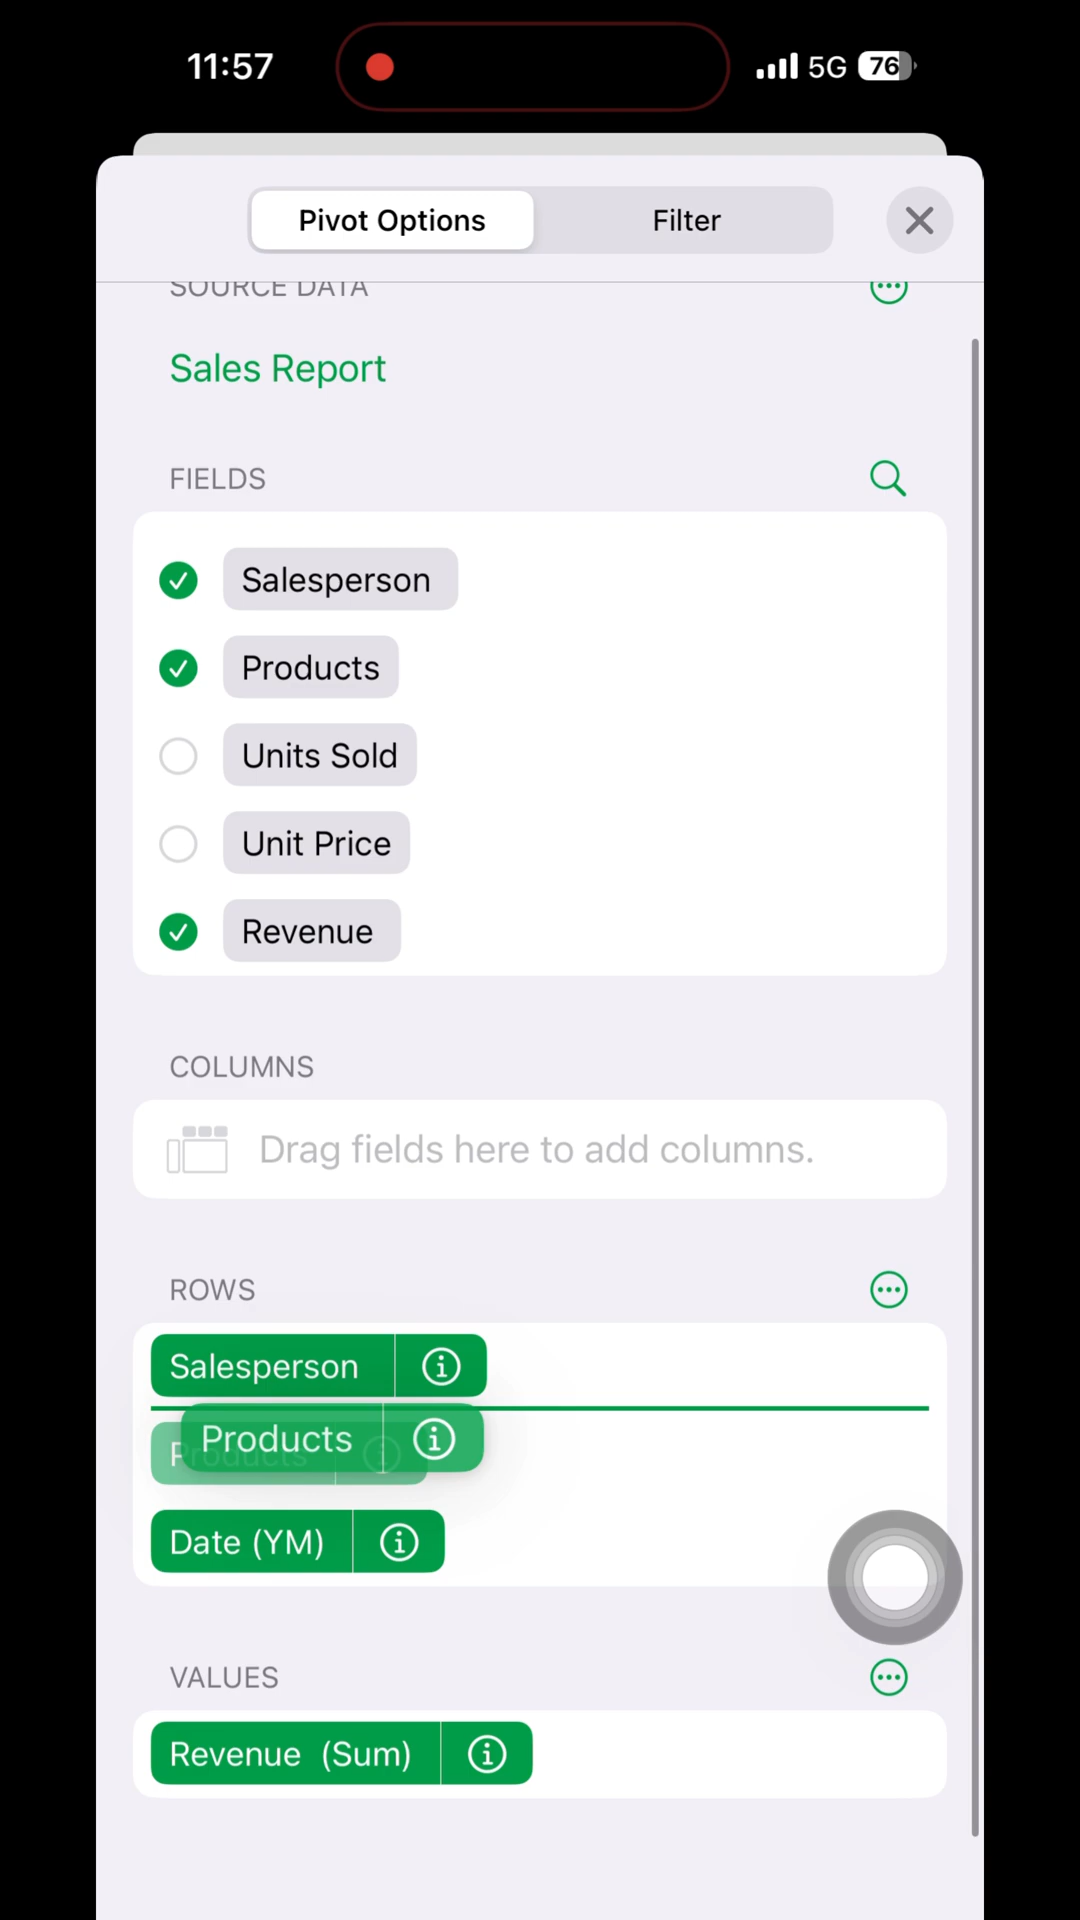 11:57
5G
76
Pivot Options
Filter
SOURCE DATA
Sales Report
FIELDS
Salesperson
Products
Units Sold
Unit Price
Revenue
COLUMNS
Drag fields here to add columns.
ROWS
Salesperson
Products
Products
Date (YM)
VALUES
Revenue (Sum)